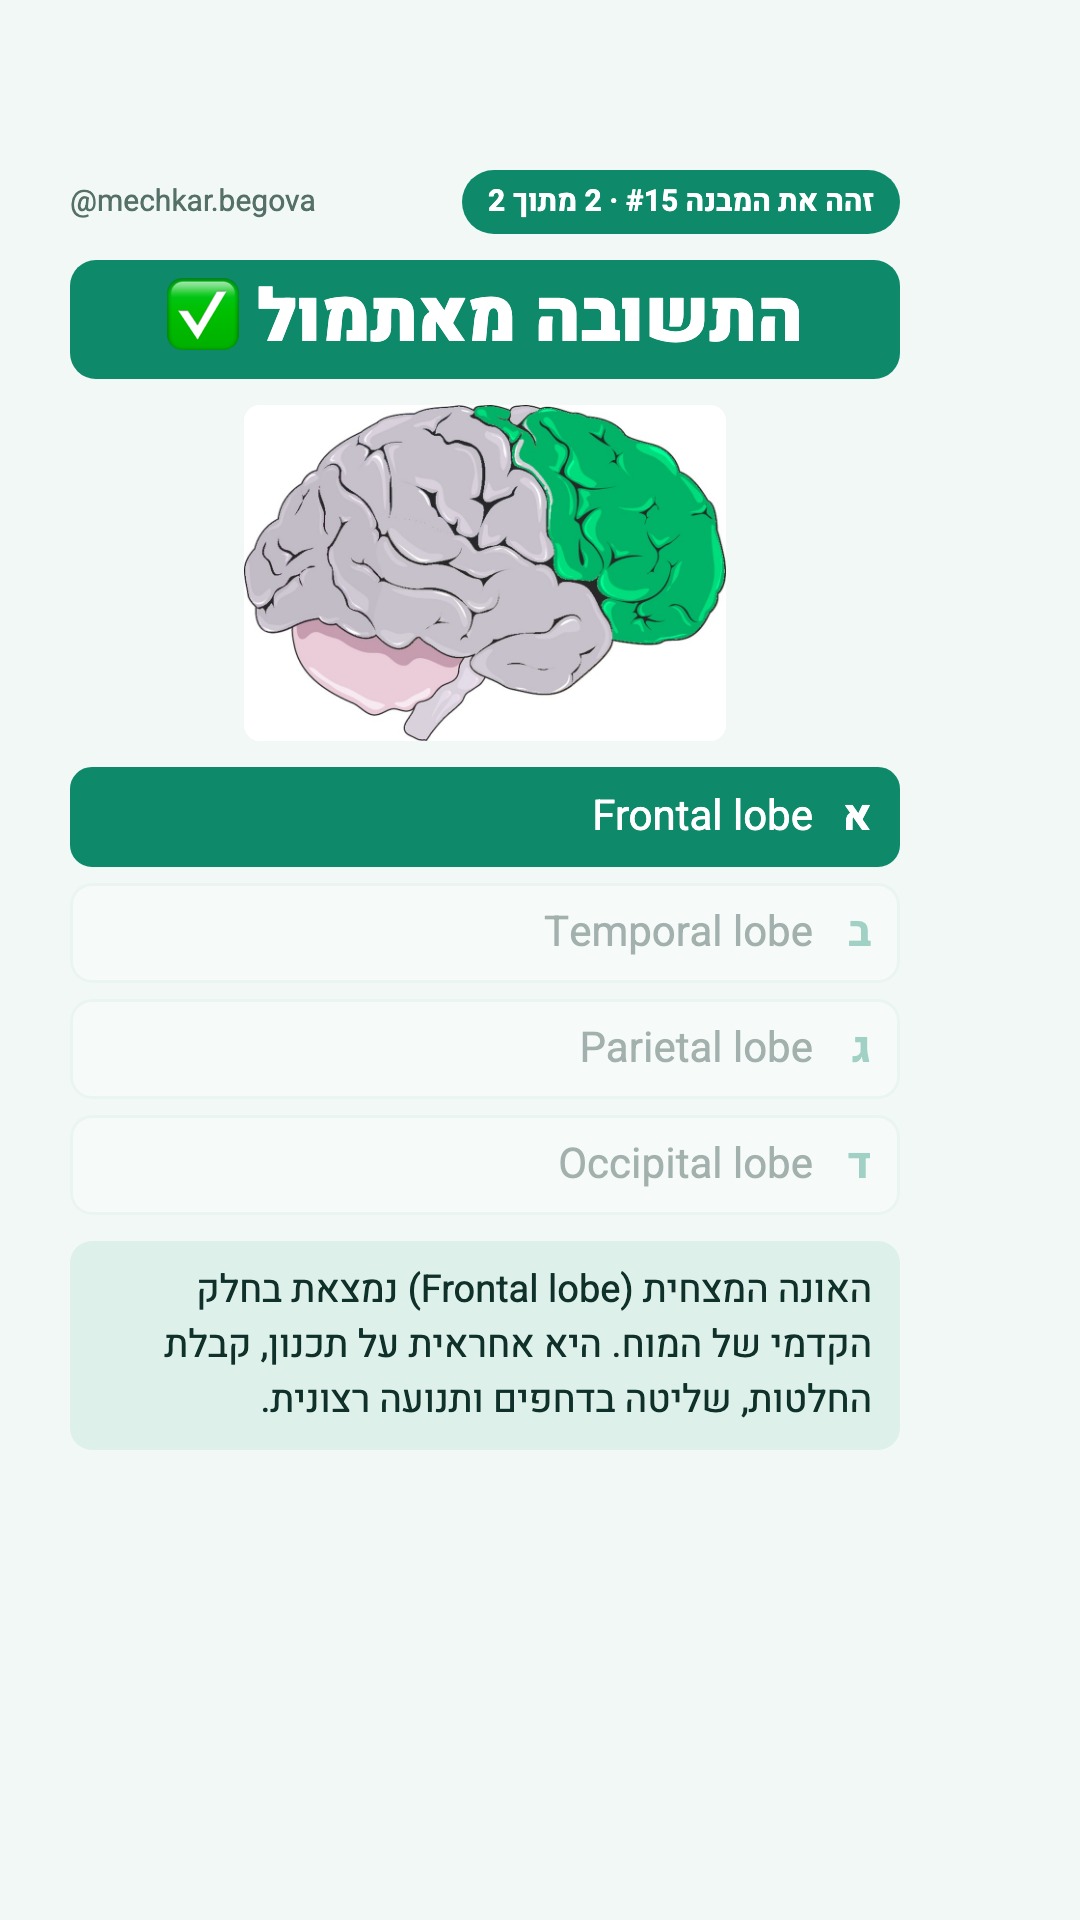 זהה את המבנה #15 · 2 מתוך 2
@mechkar.begova
התשובה מאתמול ✅
א Frontal lobe
ב Temporal lobe
ג Parietal lobe
ד Occipital lobe
האונה המצחית (Frontal lobe) נמצאת בחלק
הקדמי של המוח. היא אחראית על תכנון, קבלת
החלטות, שליטה בדחפים ותנועה רצונית.